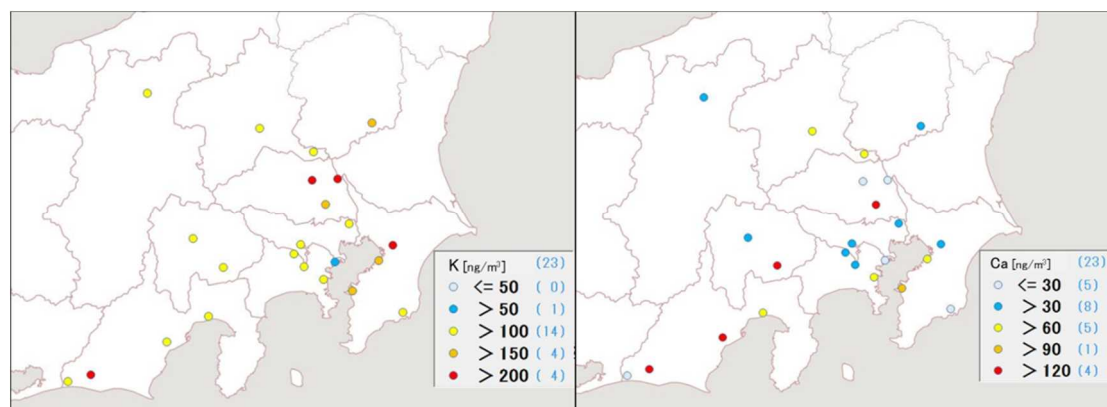 K [ng/m³] (23)
<= 50 ( 0)
> 50 ( 1)
> 100 (14)
> 150 ( 4)
> 200 ( 4)
Ca [ng/m³] (23)
<= 30 (5)
> 30 (8)
> 60 (5)
> 90 (1)
> 120 (4)